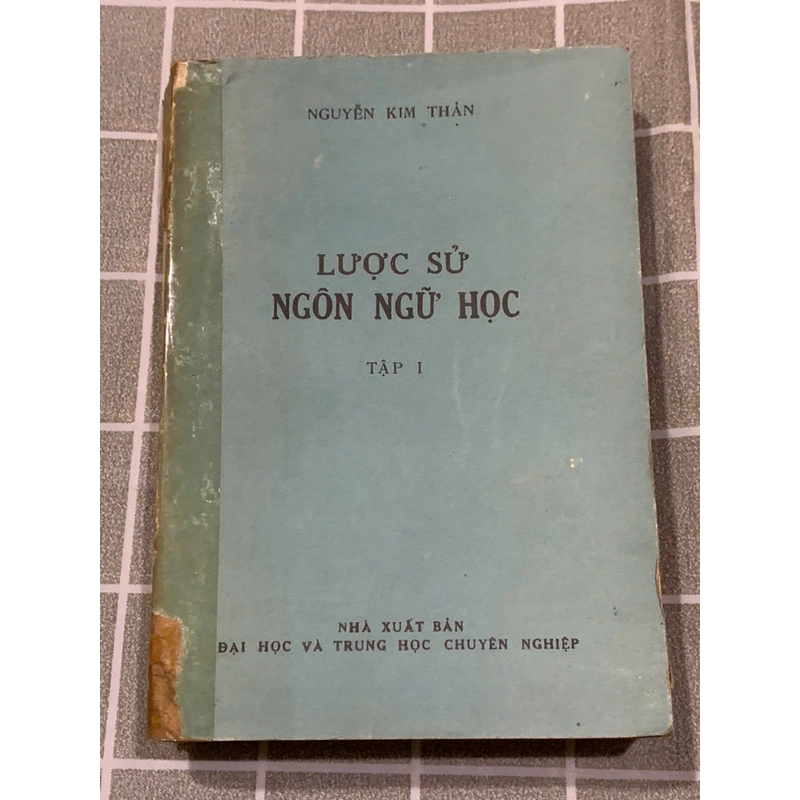 NGUYỄN KIM THẢN
LƯỢC SỬ
NGÔN NGỮ HỌC
TẬP I
NHÀ XUẤT BẢN
ĐẠI HỌC VÀ TRUNG HỌC CHUYÊN NGHIỆP